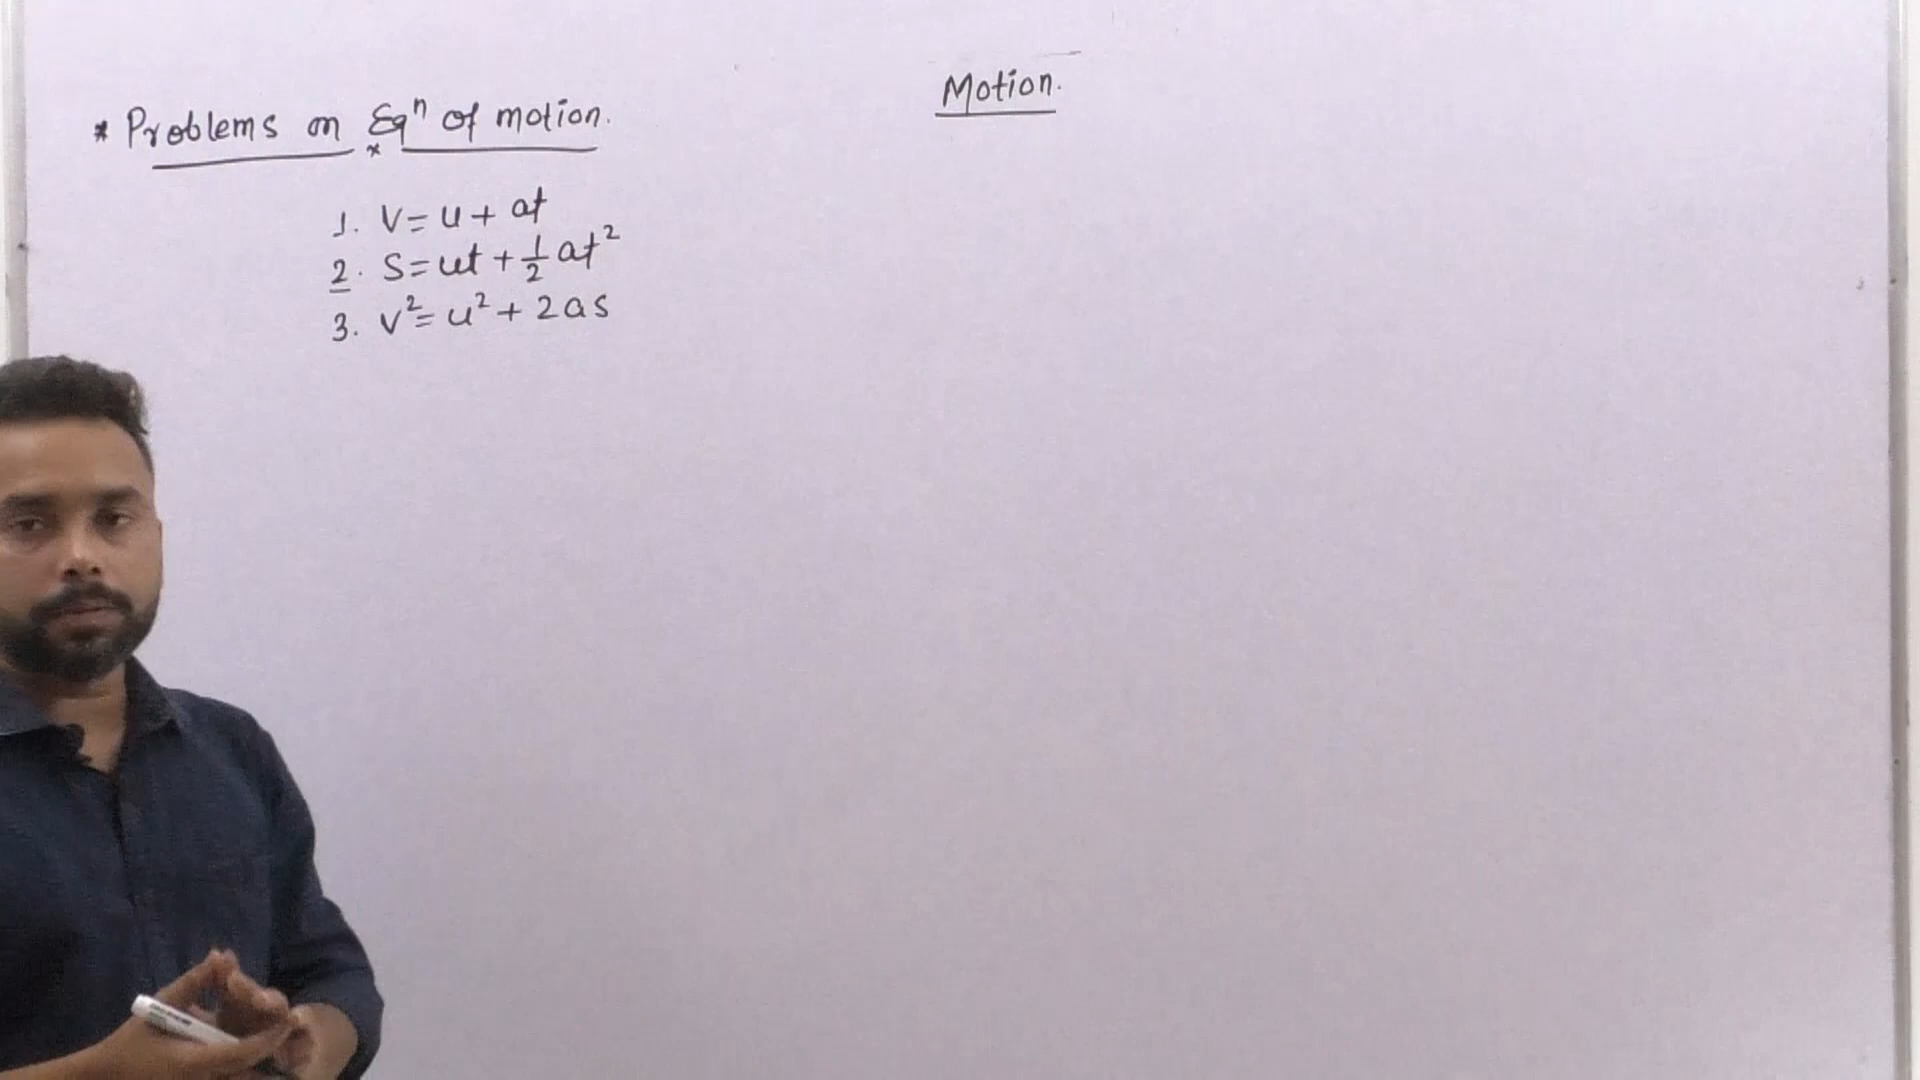 Motion.
* Problems on Eqⁿ of motion.
1. V = u + at
2. S = ut + 1/2 at²
3. v² = u² + 2as